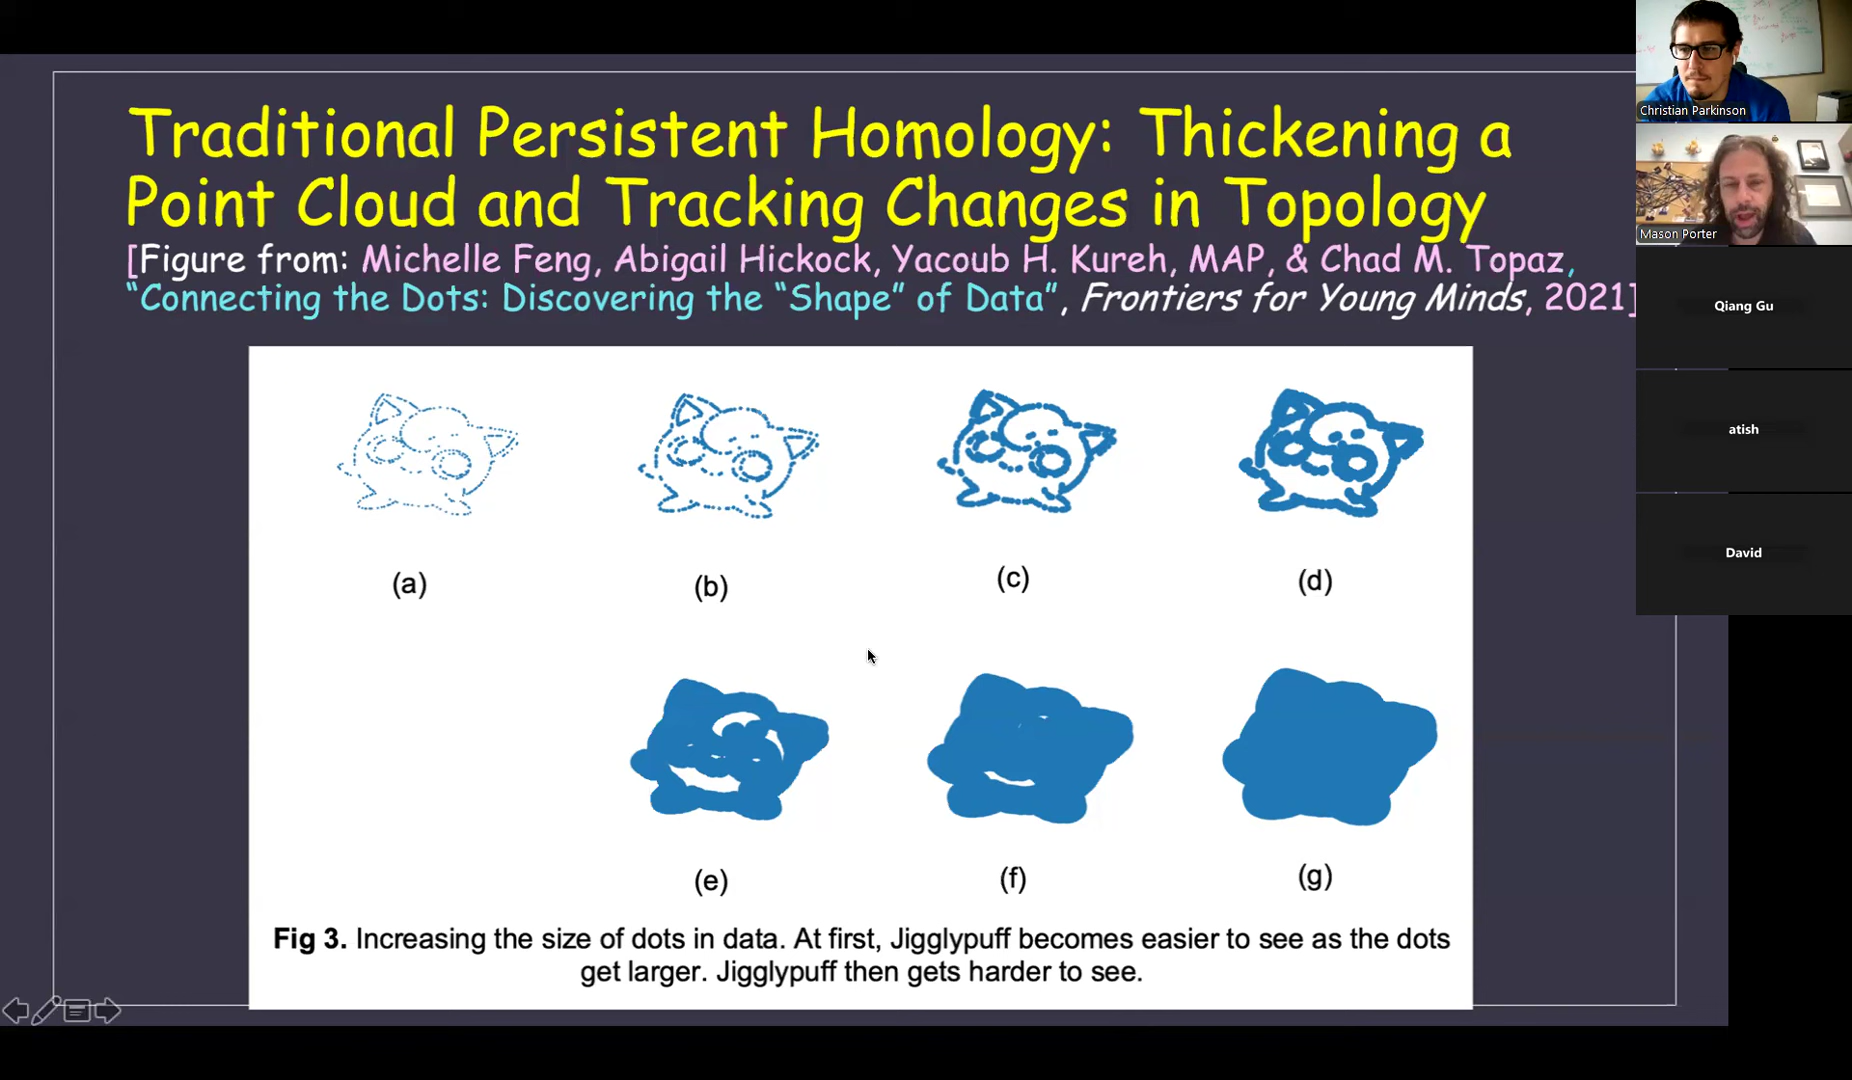 Traditional Persistent Homology: Thickening a
Point Cloud and Tracking Changes in Topology
[Figure from: Michelle Feng, Abigail Hickock, Yacoub H. Kureh, MAP, & Chad M. Topaz,
“Connecting the Dots: Discovering the “Shape” of Data”, Frontiers for Young Minds, 2021]
(a) (b) (c) (d)
(e) (f) (g)
Fig 3. Increasing the size of dots in data. At first, Jigglypuff becomes easier to see as the dots
get larger. Jigglypuff then gets harder to see.
Christian Parkinson
Mason Porter
Qiang Gu
atish
David